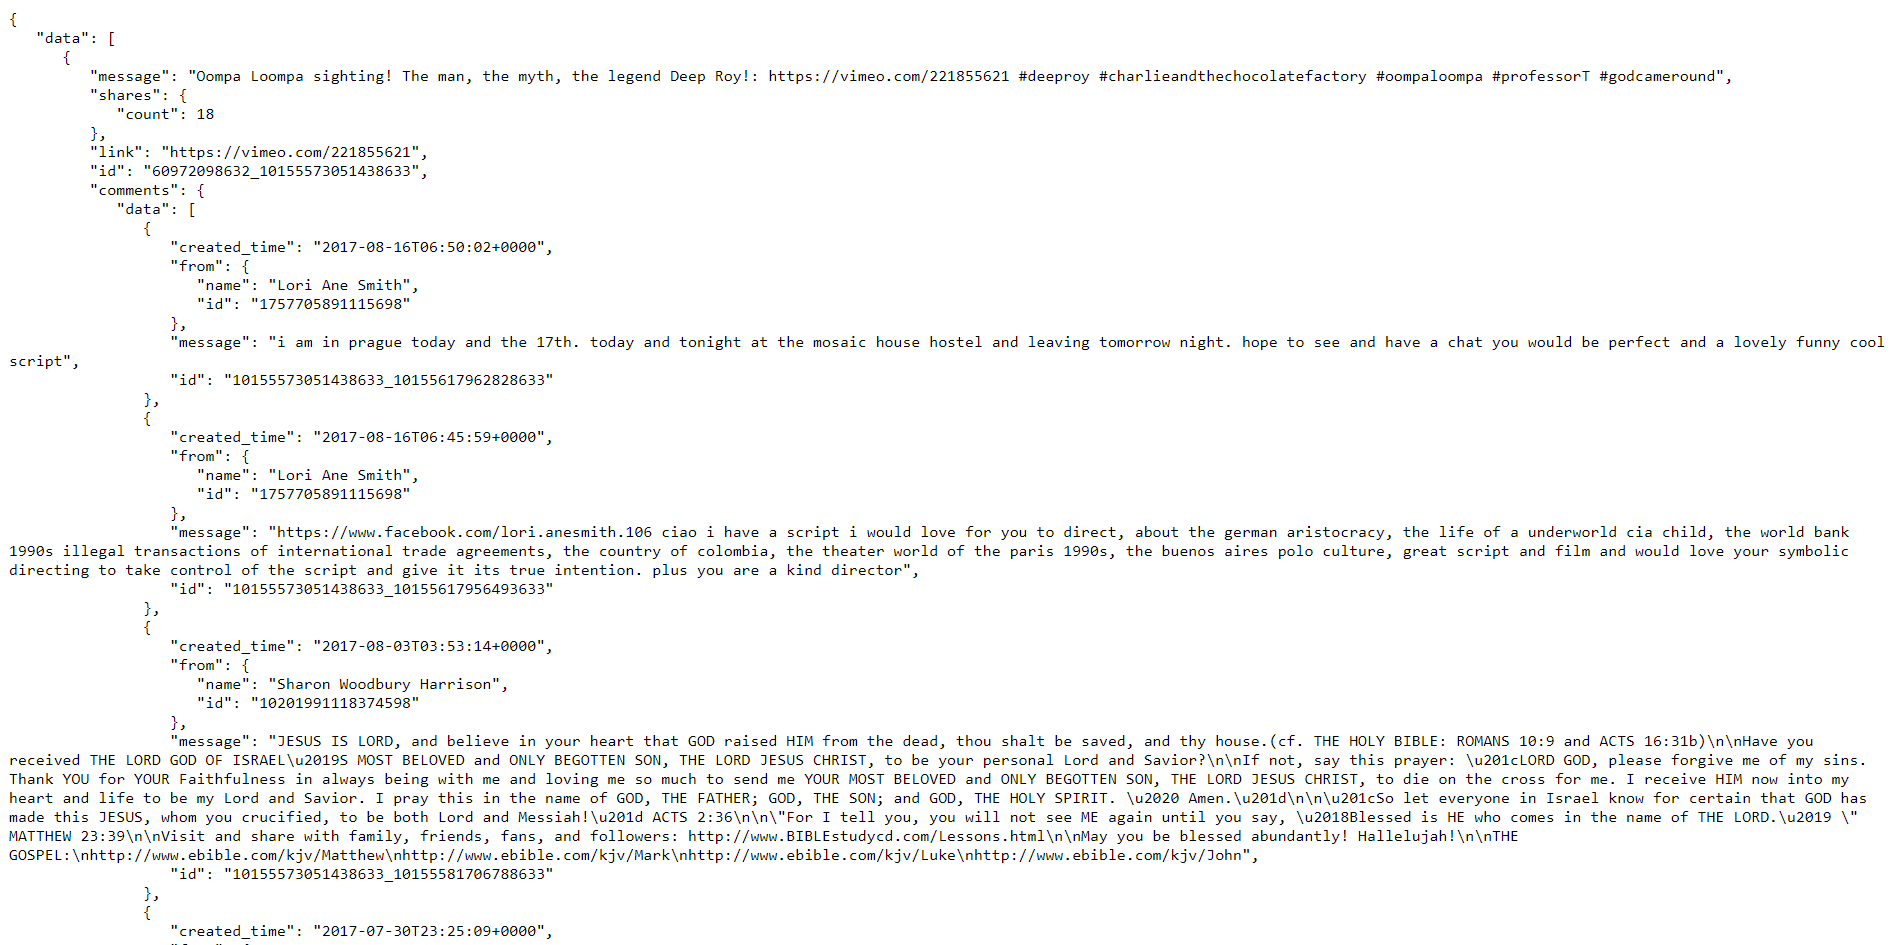 {
   "data": [
      {
         "message": "Oompa Loompa sighting! The man, the myth, the legend Deep Roy!: https://vimeo.com/221855621 #deeproy #charlieandthechocolatefactory #oompaloompa #professorT #godcameround",
         "shares": {
            "count": 18
         },
         "link": "https://vimeo.com/221855621",
         "id": "60972098632_10155573051438633",
         "comments": {
            "data": [
               {
                  "created_time": "2017-08-16T06:50:02+0000",
                  "from": {
                     "name": "Lori Ane Smith",
                     "id": "1757705891115698"
                  },
                  "message": "i am in prague today and the 17th. today and tonight at the mosaic house hostel and leaving tomorrow night. hope to see and have a chat you would be perfect and a lovely funny cool
script",
                  "id": "10155573051438633_10155617962828633"
               },
               {
                  "created_time": "2017-08-16T06:45:59+0000",
                  "from": {
                     "name": "Lori Ane Smith",
                     "id": "1757705891115698"
                  },
                  "message": "https://www.facebook.com/lori.anesmith.106 ciao i have a script i would love for you to direct, about the german aristocracy, the life of a underworld cia child, the world bank
1990s illegal transactions of international trade agreements, the country of colombia, the theater world of the paris 1990s, the buenos aires polo culture, great script and film and would love your symbolic
directing to take control of the script and give it its true intention. plus you are a kind director",
                  "id": "10155573051438633_10155617956493633"
               },
               {
                  "created_time": "2017-08-03T03:53:14+0000",
                  "from": {
                     "name": "Sharon Woodbury Harrison",
                     "id": "10201991118374598"
                  },
                  "message": "JESUS IS LORD, and believe in your heart that GOD raised HIM from the dead, thou shalt be saved, and thy house.(cf. THE HOLY BIBLE: ROMANS 10:9 and ACTS 16:31b)\n\nHave you
received THE LORD GOD OF ISRAEL\u2019S MOST BELOVED and ONLY BEGOTTEN SON, THE LORD JESUS CHRIST, to be your personal Lord and Savior?\n\nIf not, say this prayer: \u201cLORD GOD, please forgive me of my sins.
Thank YOU for YOUR Faithfulness in always being with me and loving me so much to send me YOUR MOST BELOVED and ONLY BEGOTTEN SON, THE LORD JESUS CHRIST, to die on the cross for me. I receive HIM now into my
heart and life to be my Lord and Savior. I pray this in the name of GOD, THE FATHER; GOD, THE SON; and GOD, THE HOLY SPIRIT. \u2020 Amen.\u201d\n\n\u201cSo let everyone in Israel know for certain that GOD has
made this JESUS, whom you crucified, to be both Lord and Messiah!\u201d ACTS 2:36\n\n\"For I tell you, you will not see ME again until you say, \u2018Blessed is HE who comes in the name of THE LORD.\u2019 \"
MATTHEW 23:39\n\nVisit and share with family, friends, fans, and followers: http://www.BIBLEstudycd.com/Lessons.html\n\nMay you be blessed abundantly! Hallelujah!\n\nTHE
GOSPEL:\nhttp://www.ebible.com/kjv/Matthew\nhttp://www.ebible.com/kjv/Mark\nhttp://www.ebible.com/kjv/Luke\nhttp://www.ebible.com/kjv/John",
                  "id": "10155573051438633_10155581706788633"
               },
               {
                  "created_time": "2017-07-30T23:25:09+0000",